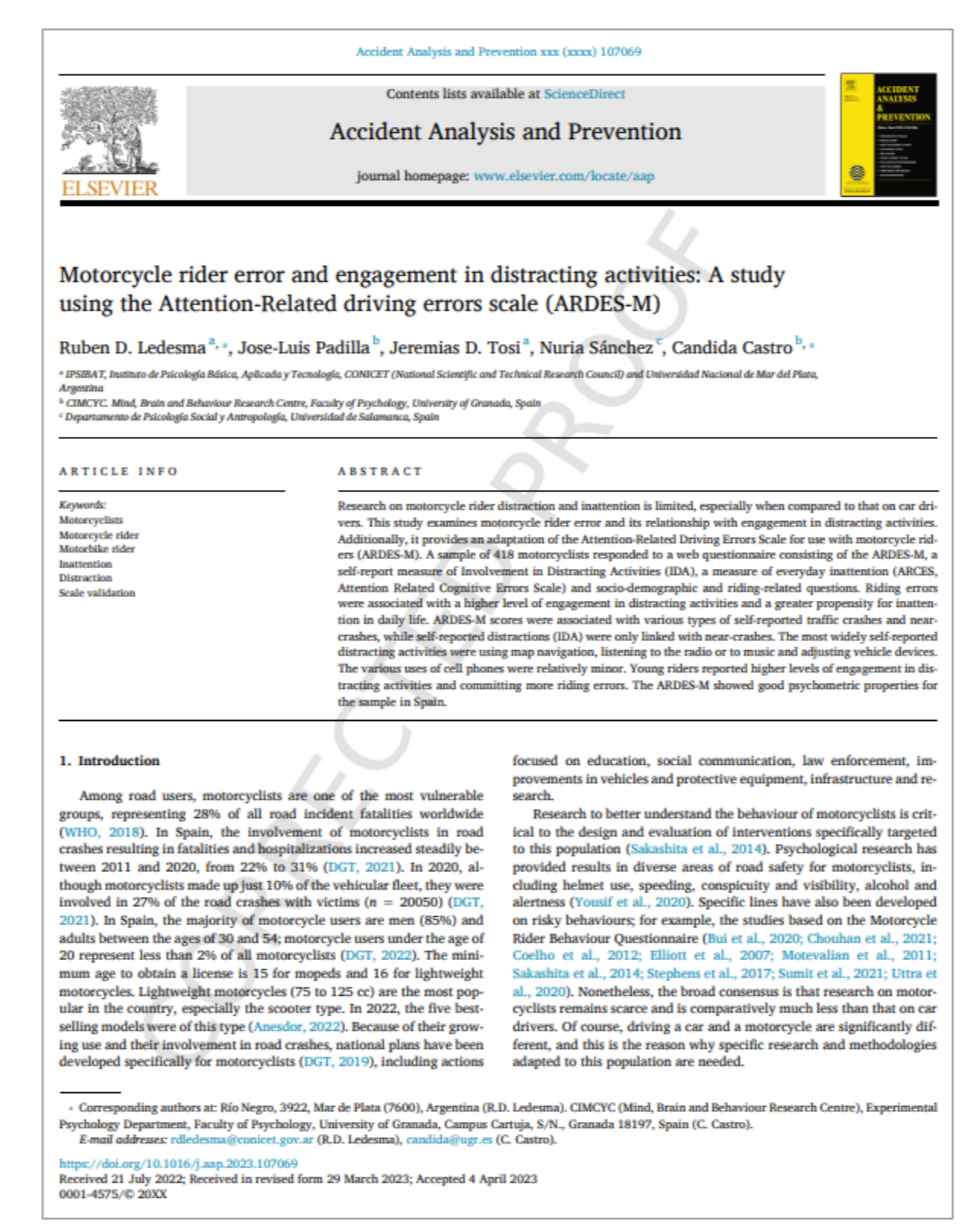 Accident Analysis and Prevention xxx (xxxx) 107069
Contents lists available at ScienceDirect
Accident Analysis and Prevention
journal homepage: www.elsevier.com/locate/aap
ELSEVIER
ACCIDENT
ANALYSIS
&
PREVENTION
Motorcycle rider error and engagement in distracting activities: A study
using the Attention-Related driving errors scale (ARDES-M)
Ruben D. Ledesma a, *, Jose-Luis Padilla b, Jeremias D. Tosi a, Nuria Sánchez c, Candida Castro b, *
a IPSIBAT, Instituto de Psicología Básica, Aplicada y Tecnología, CONICET (National Scientific and Technical Research Council) and Universidad Nacional de Mar del Plata,
Argentina
b CIMCYC. Mind, Brain and Behaviour Research Centre, Faculty of Psychology, University of Granada, Spain
c Departamento de Psicología Social y Antropología, Universidad de Salamanca, Spain
ARTICLE INFO
Keywords:
Motorcyclists
Motorcycle rider
Motorbike rider
Inattention
Distraction
Scale validation
ABSTRACT
Research on motorcycle rider distraction and inattention is limited, especially when compared to that on car dri-
vers. This study examines motorcycle rider error and its relationship with engagement in distracting activities.
Additionally, it provides an adaptation of the Attention-Related Driving Errors Scale for use with motorcycle rid-
ers (ARDES-M). A sample of 418 motorcyclists responded to a web questionnaire consisting of the ARDES-M, a
self-report measure of Involvement in Distracting Activities (IDA), a measure of everyday inattention (ARCES,
Attention Related Cognitive Errors Scale) and socio-demographic and riding-related questions. Riding errors
were associated with a higher level of engagement in distracting activities and a greater propensity for inatten-
tion in daily life. ARDES-M scores were associated with various types of self-reported traffic crashes and near-
crashes, while self-reported distractions (IDA) were only linked with near-crashes. The most widely self-reported
distracting activities were using map navigation, listening to the radio or to music and adjusting vehicle devices.
The various uses of cell phones were relatively minor. Young riders reported higher levels of engagement in dis-
tracting activities and committing more riding errors. The ARDES-M showed good psychometric properties for
the sample in Spain.
1. Introduction
Among road users, motorcyclists are one of the most vulnerable
groups, representing 28% of all road incident fatalities worldwide
(WHO, 2018). In Spain, the involvement of motorcyclists in road
crashes resulting in fatalities and hospitalizations increased steadily be-
tween 2011 and 2020, from 22% to 31% (DGT, 2021). In 2020, al-
though motorcyclists made up just 10% of the vehicular fleet, they were
involved in 27% of the road crashes with victims (n = 20050) (DGT,
2021). In Spain, the majority of motorcycle users are men (85%) and
adults between the ages of 30 and 54; motorcycle users under the age of
20 represent less than 2% of all motorcyclists (DGT, 2022). The mini-
mum age to obtain a license is 15 for mopeds and 16 for lightweight
motorcycles. Lightweight motorcycles (75 to 125 cc) are the most pop-
ular in the country, especially the scooter type. In 2022, the five best-
selling models were of this type (Anesdor, 2022). Because of their grow-
ing use and their involvement in road crashes, national plans have been
developed specifically for motorcyclists (DGT, 2019), including actions
focused on education, social communication, law enforcement, im-
provements in vehicles and protective equipment, infrastructure and re-
search.
Research to better understand the behaviour of motorcyclists is crit-
ical to the design and evaluation of interventions specifically targeted
to this population (Sakashita et al., 2014). Psychological research has
provided results in diverse areas of road safety for motorcyclists, in-
cluding helmet use, speeding, conspicuity and visibility, alcohol and
alertness (Yousif et al., 2020). Specific lines have also been developed
on risky behaviours; for example, the studies based on the Motorcycle
Rider Behaviour Questionnaire (Bui et al., 2020; Chouhan et al., 2021;
Coelho et al., 2012; Elliott et al., 2007; Motevalian et al., 2011;
Sakashita et al., 2014; Stephens et al., 2017; Sumit et al., 2021; Uttra et
al., 2020). Nonetheless, the broad consensus is that research on motor-
cyclists remains scarce and is comparatively much less than that on car
drivers. Of course, driving a car and a motorcycle are significantly dif-
ferent, and this is the reason why specific research and methodologies
adapted to this population are needed.
* Corresponding authors at: Río Negro, 3922, Mar de Plata (7600), Argentina (R.D. Ledesma). CIMCYC (Mind, Brain and Behaviour Research Centre), Experimental
Psychology Department, Faculty of Psychology, University of Granada, Campus Cartuja, S/N., Granada 18197, Spain (C. Castro).
E-mail addresses: rdledesma@conicet.gov.ar (R.D. Ledesma), candida@ugr.es (C. Castro).
https://doi.org/10.1016/j.aap.2023.107069
Received 21 July 2022; Received in revised form 29 March 2023; Accepted 4 April 2023
0001-4575/© 20XX
CORRECTED PROOF